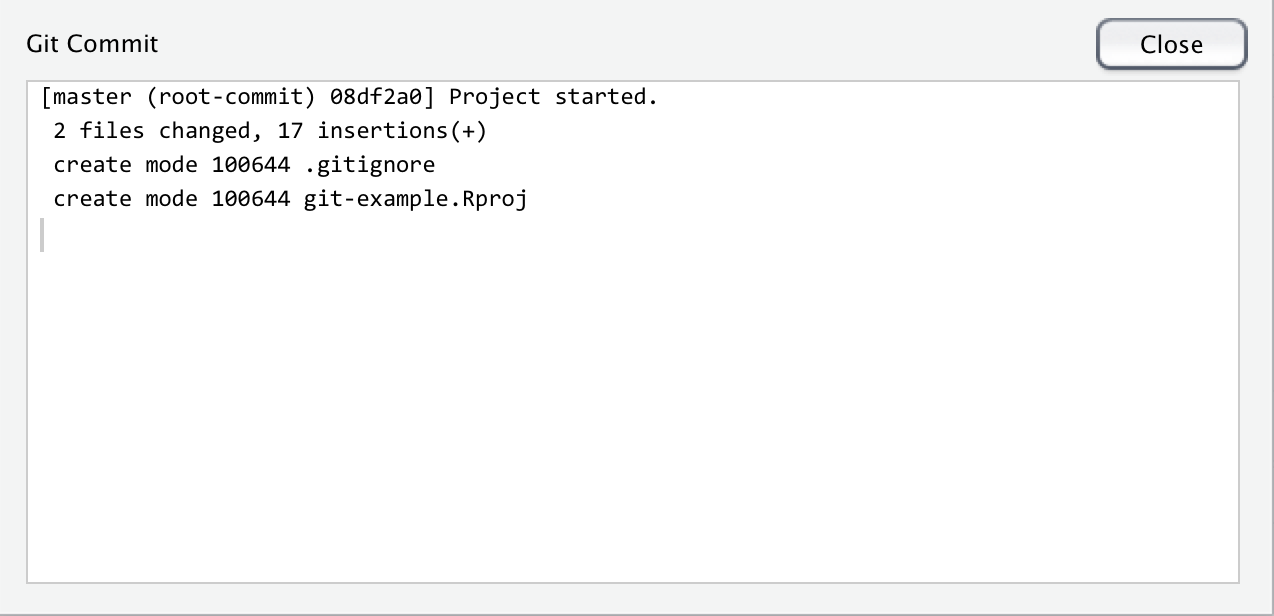 Git Commit
Close
[master (root-commit) 08df2a0] Project started.
 2 files changed, 17 insertions(+)
 create mode 100644 .gitignore
 create mode 100644 git-example.Rproj